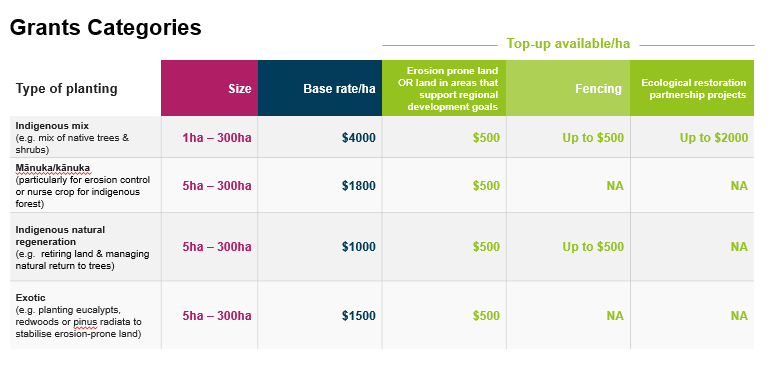 Grants Categories
Top-up available/ha
Type of planting
Size
Base rate/ha
Erosion prone land
OR land in areas that
support regional
development goals
Fencing
Ecological restoration
partnership projects
Indigenous mix
(e.g. mix of native trees &
shrubs)
1ha – 300ha
$4000
$500
Up to $500
Up to $2000
Mānuka/kānuka
(particularly for erosion control
or nurse crop for indigenous
forest)
5ha – 300ha
$1800
$500
NA
NA
Indigenous natural
regeneration
(e.g.  retiring land & managing
natural return to trees)
5ha – 300ha
$1000
$500
Up to $500
NA
Exotic
(e.g. planting eucalypts,
redwoods or pinus radiata to
stabilise erosion-prone land)
5ha – 300ha
$1500
$500
NA
NA